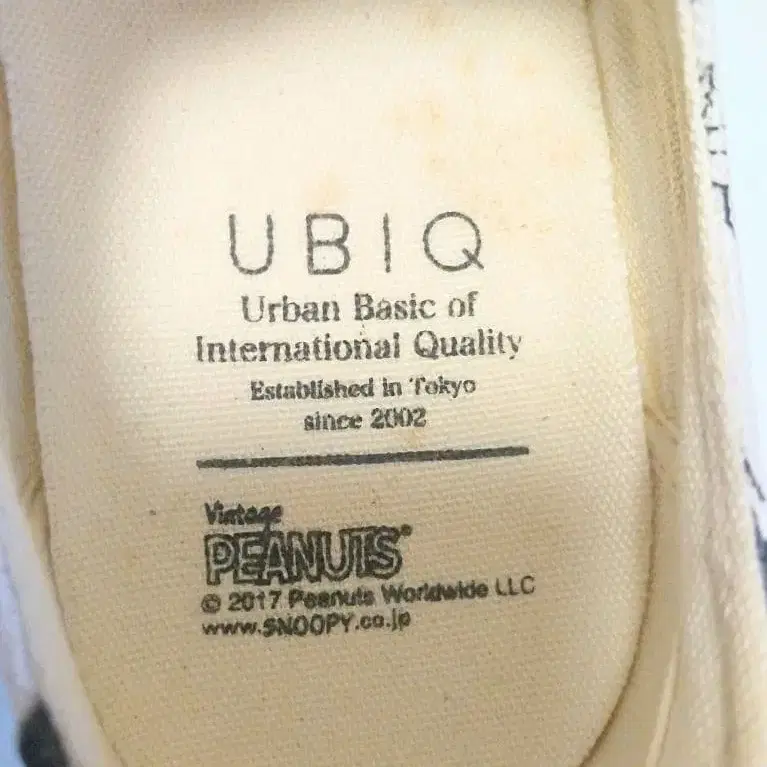 UBIQ
Urban Basic of
International Quality
Established in Tokyo
since 2002
Vintage
PEANUTS®
© 2017 Peanuts Worldwide LLC
www.SNOOPY.co.jp